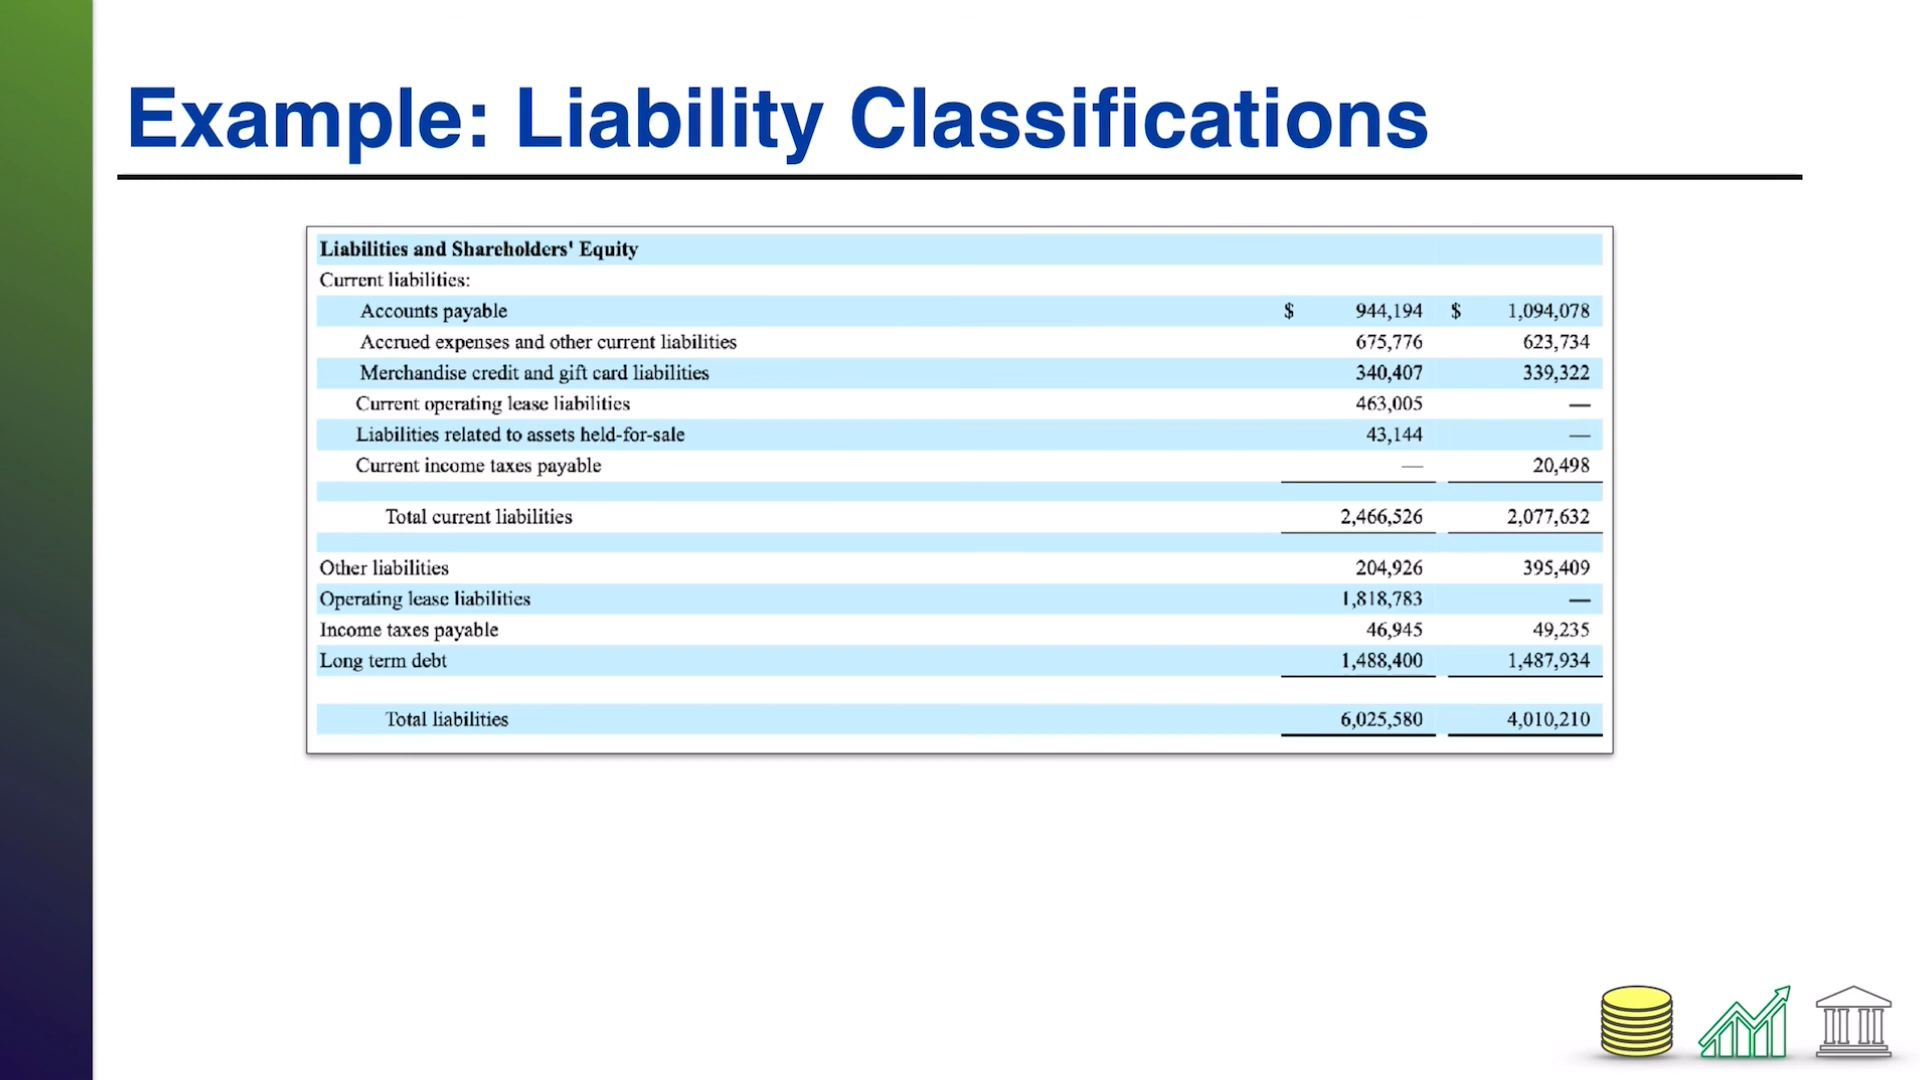 Example: Liability Classifications
Liabilities and Shareholders' Equity
Current liabilities:
Accounts payable $ 944,194 $ 1,094,078
Accrued expenses and other current liabilities 675,776 623,734
Merchandise credit and gift card liabilities 340,407 339,322
Current operating lease liabilities 463,005 —
Liabilities related to assets held-for-sale 43,144 —
Current income taxes payable — 20,498
Total current liabilities 2,466,526 2,077,632
Other liabilities 204,926 395,409
Operating lease liabilities 1,818,783 —
Income taxes payable 46,945 49,235
Long term debt 1,488,400 1,487,934
Total liabilities 6,025,580 4,010,210